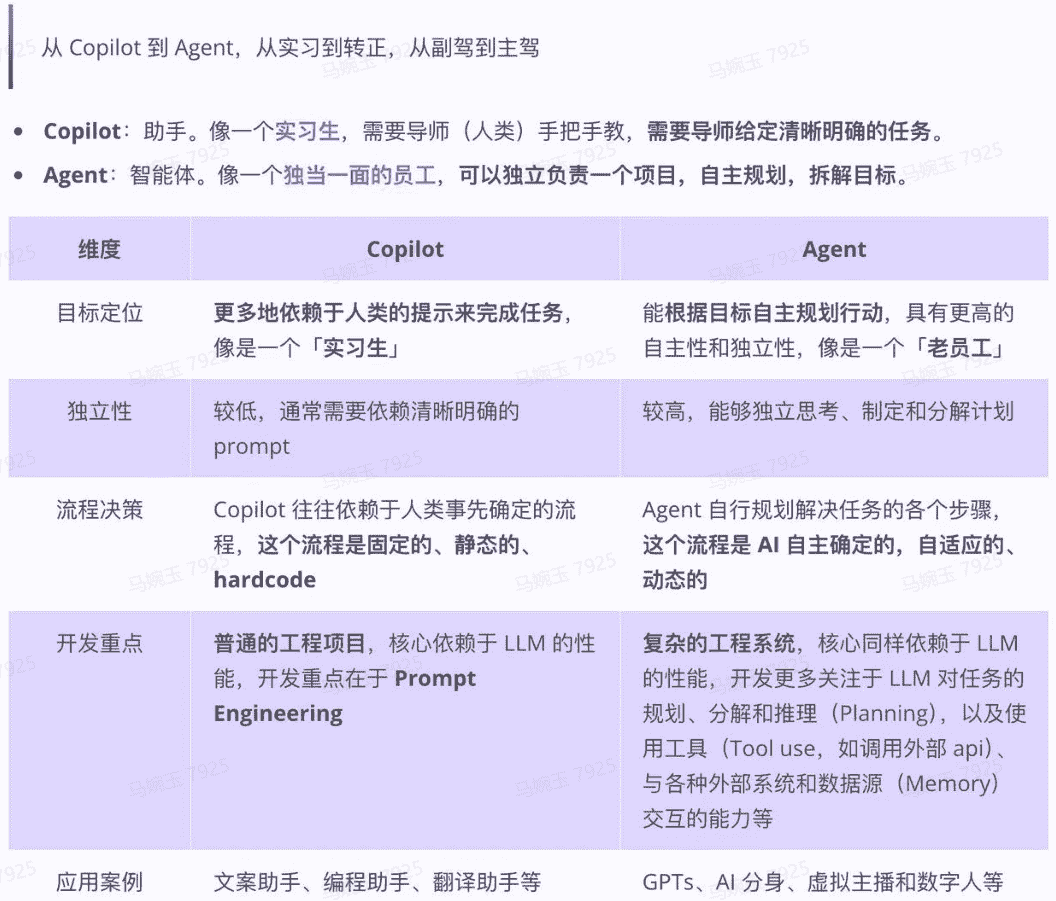 从 Copilot 到 Agent，从实习到转正，从副驾到主驾
• Copilot：助手。像一个实习生，需要导师（人类）手把手教，需要导师给定清晰明确的任务。
• Agent：智能体。像一个独当一面的员工，可以独立负责一个项目，自主规划，拆解目标。
维度 Copilot Agent
目标定位
更多地依赖于人类的提示来完成任务，
像是一个「实习生」
能根据目标自主规划行动，具有更高的
自主性和独立性，像是一个「老员工」
独立性
较低，通常需要依赖清晰明确的
prompt
较高，能够独立思考、制定和分解计划
流程决策
Copilot 往往依赖于人类事先确定的流
程，这个流程是固定的、静态的、
hardcode
Agent 自行规划解决任务的各个步骤，
这个流程是 AI 自主确定的，自适应的、
动态的
开发重点
普通的工程项目，核心依赖于 LLM 的性
能，开发重点在于 Prompt
Engineering
复杂的工程系统，核心同样依赖于 LLM
的性能，开发更多关注于 LLM 对任务的
规划、分解和推理（Planning），以及使
用工具（Tool use，如调用外部 api）、
与各种外部系统和数据源（Memory）
交互的能力等
应用案例
文案助手、编程助手、翻译助手等
GPTs、AI 分身、虚拟主播和数字人等
马婉玉 7925